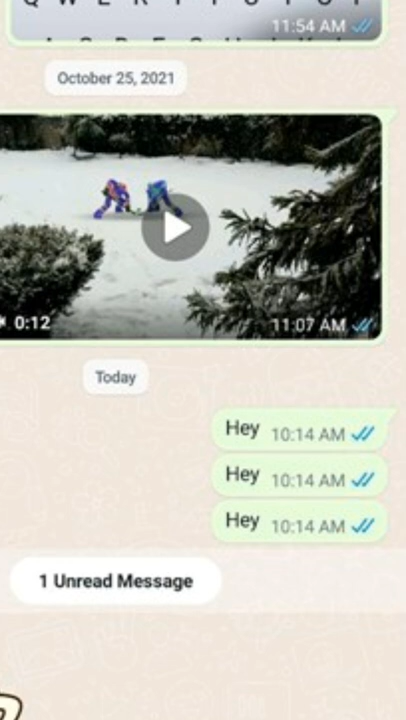 11:54 AM
October 25, 2021
0:12
11:07 AM
Today
Hey 10:14 AM
Hey 10:14 AM
Hey 10:14 AM
1 Unread Message